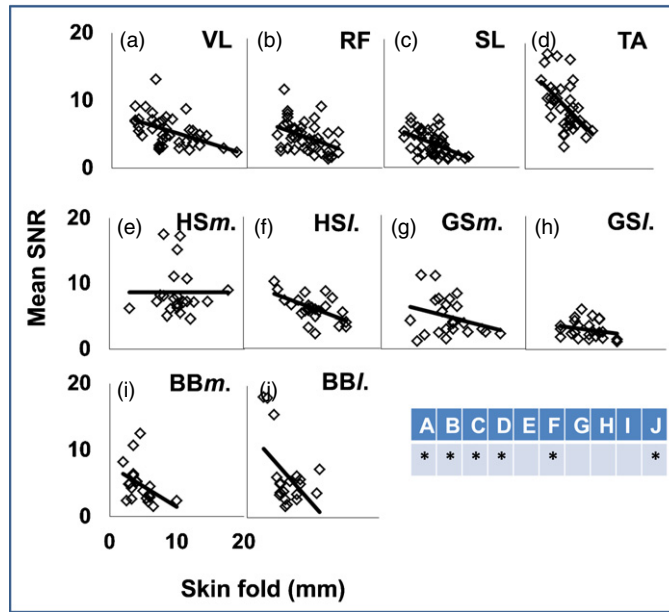 20
(a) VL (b) RF (c) SL (d) TA
10
0
Mean SNR
20
(e) HSm. (f) HSl. (g) GSm. (h) GSl.
10
0
20
(i) BBm. (j) BBl.
A B C D E F G H I J
* * * * * *
10
0
0 10 20
Skin fold (mm)